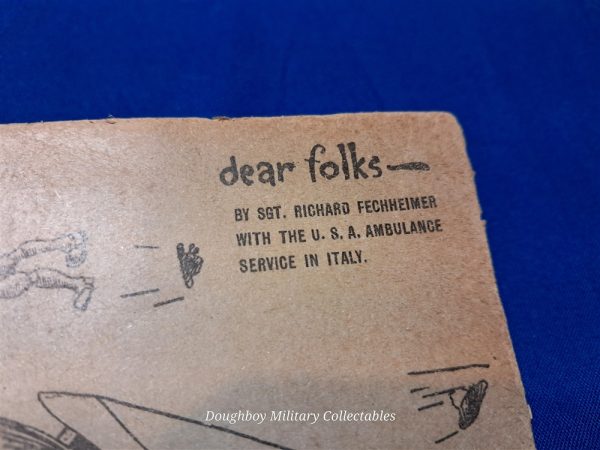 dear folks—
BY SGT. RICHARD FECHHEIMER
WITH THE U. S. A. AMBULANCE
SERVICE IN ITALY.
Doughboy Military Collectables